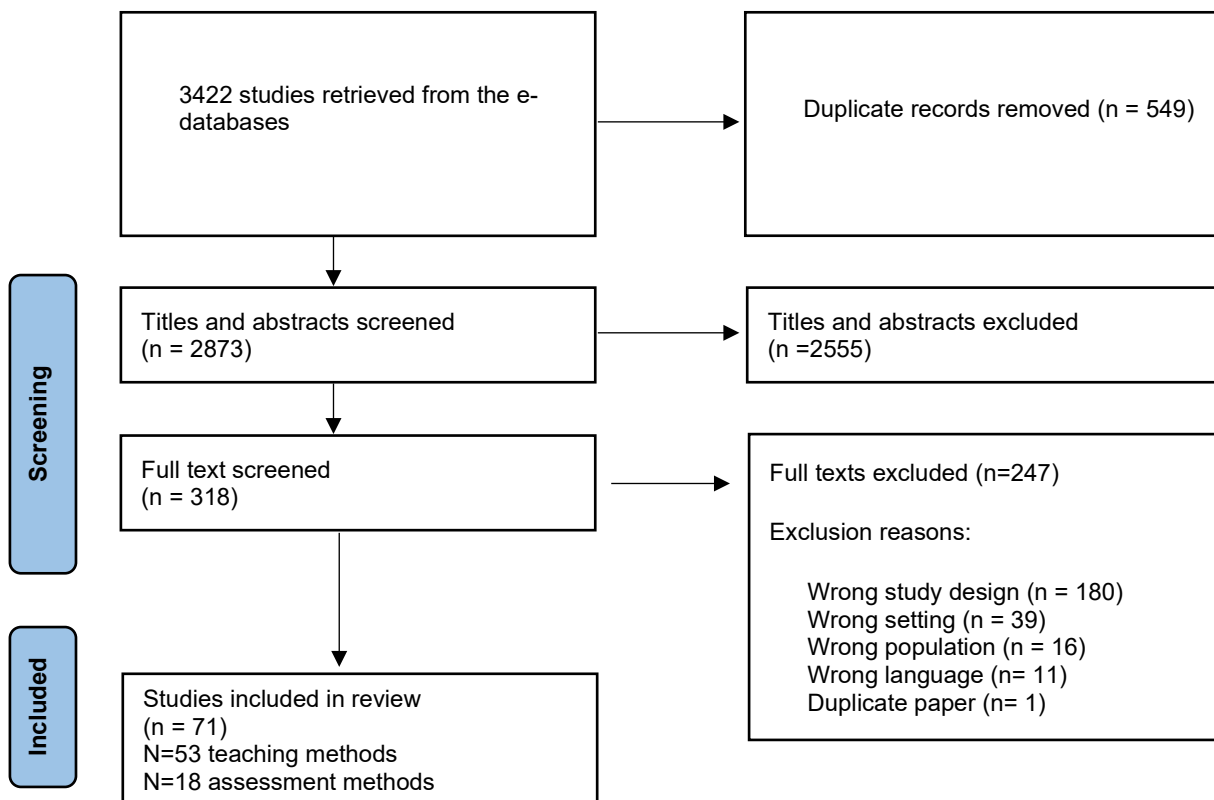 3422 studies retrieved from the e-
databases
Duplicate records removed (n = 549)
Screening
Titles and abstracts screened
(n = 2873)
Titles and abstracts excluded
(n =2555)
Full text screened
(n = 318)
Full texts excluded (n=247)
Exclusion reasons:
Wrong study design (n = 180)
Wrong setting (n = 39)
Wrong population (n = 16)
Wrong language (n= 11)
Duplicate paper (n= 1)
Included
Studies included in review
(n = 71)
N=53 teaching methods
N=18 assessment methods